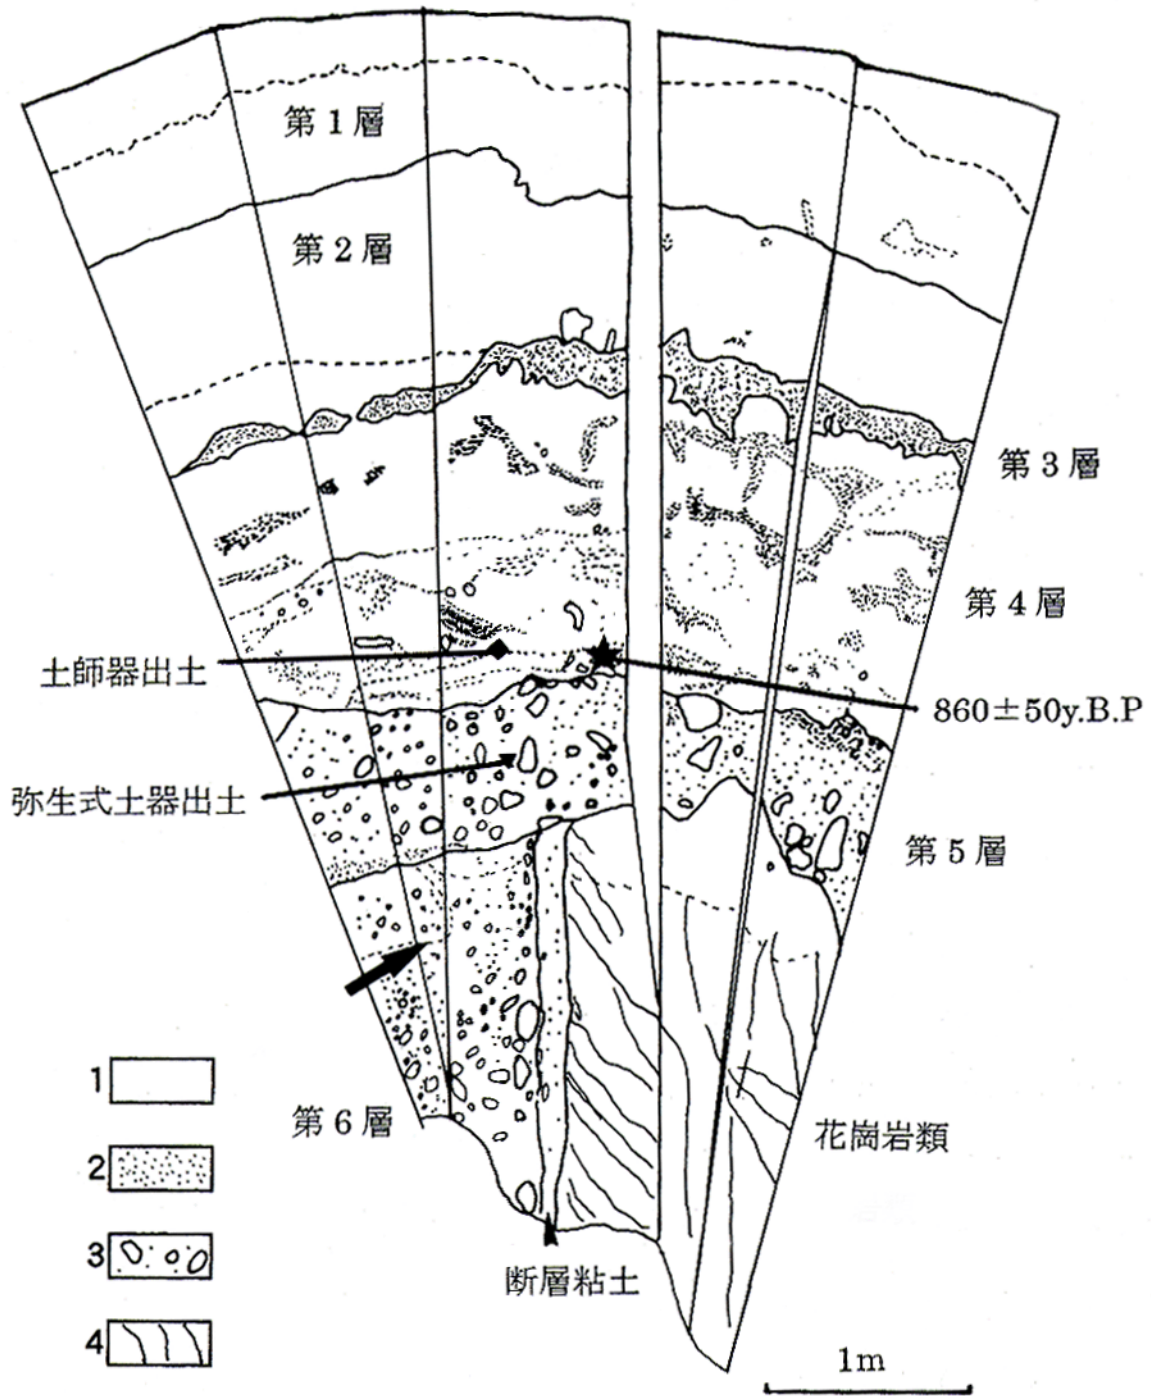 第1層
第2層
第3層
第4層
土師器出土
860±50y.B.P
弥生式土器出土
第5層
第6層
花崗岩類
断層粘土
1
2
3
4
1m